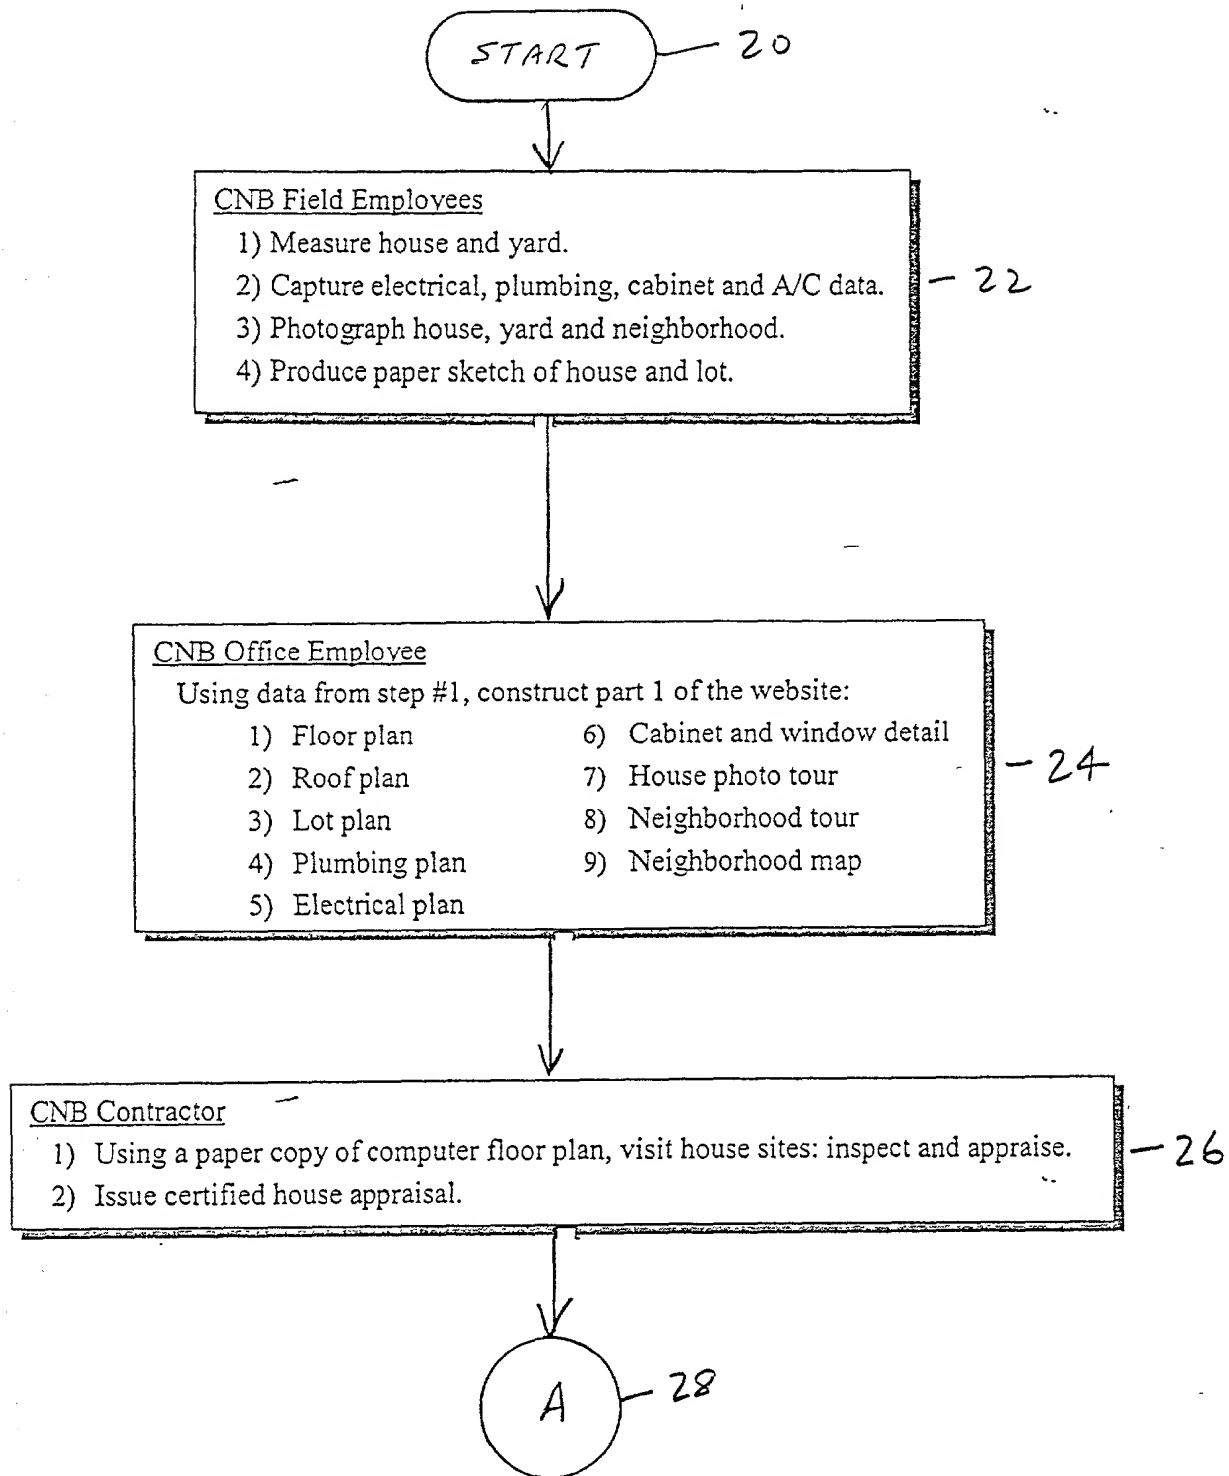 START 20
CNB Field Employees
1) Measure house and yard.
2) Capture electrical, plumbing, cabinet and A/C data.
22
3) Photograph house, yard and neighborhood.
4) Produce paper sketch of house and lot.
CNB Office Employee
Using data from step #1, construct part 1 of the website:
1) Floor plan
2) Roof plan
3) Lot plan
4) Plumbing plan
5) Electrical plan
6) Cabinet and window detail
7) House photo tour
8) Neighborhood tour
9) Neighborhood map
24
CNB Contractor
1) Using a paper copy of computer floor plan, visit house sites: inspect and appraise.
2) Issue certified house appraisal.
26
A 28